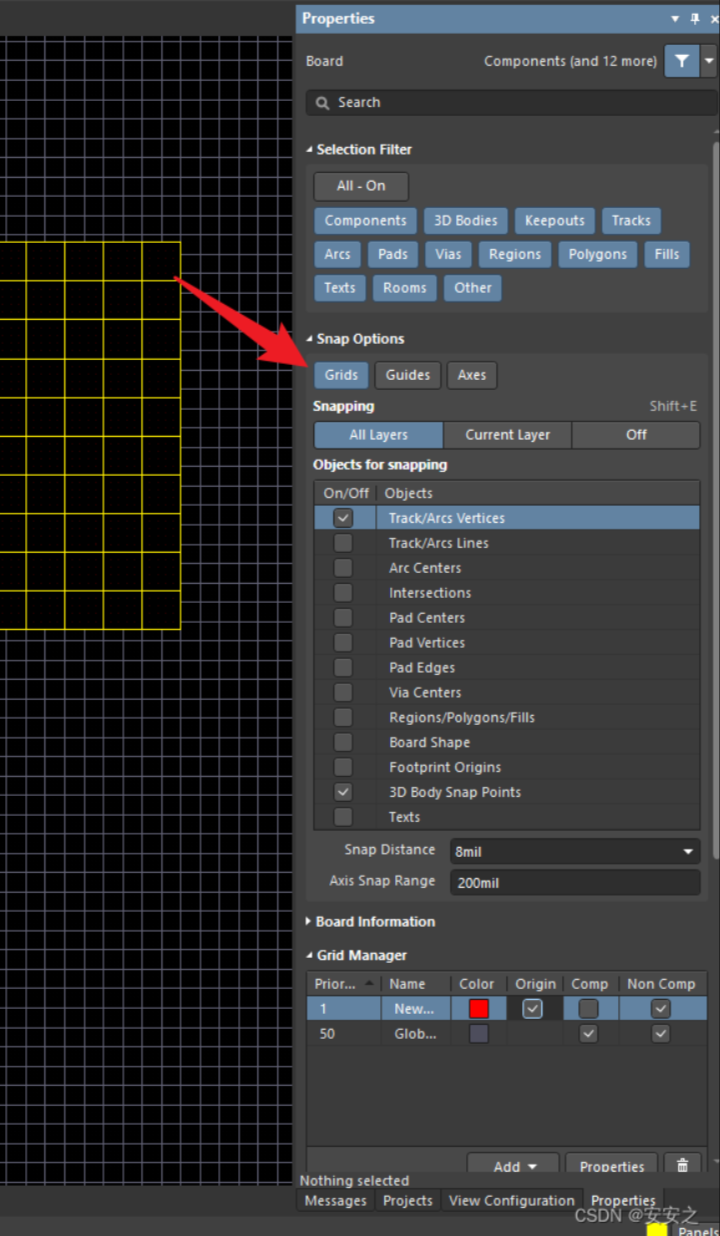 Properties
Board Components (and 12 more)
Search
Selection Filter
All - On
Components 3D Bodies Keepouts Tracks
Arcs Pads Vias Regions Polygons Fills
Texts Rooms Other
Snap Options
Grids Guides Axes
Snapping Shift+E
All Layers Current Layer Off
Objects for snapping
On/Off Objects
Track/Arcs Vertices
Track/Arcs Lines
Arc Centers
Intersections
Pad Centers
Pad Vertices
Pad Edges
Via Centers
Regions/Polygons/Fills
Board Shape
Footprint Origins
3D Body Snap Points
Texts
Snap Distance 8mil
Axis Snap Range 200mil
Board Information
Grid Manager
Prior... Name Color Origin Comp Non Comp
1 New...
50 Glob...
Add Properties
Nothing selected
Messages Projects View Configuration Properties
CSDN @安安之
Panels